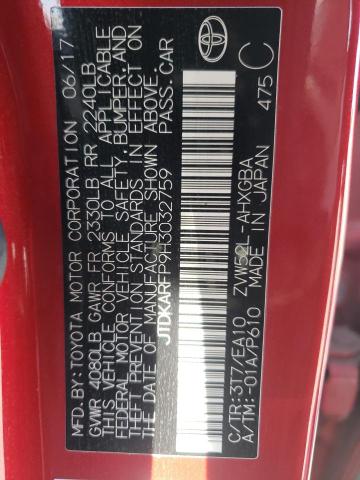 MFD. BY: TOYOTA MOTOR CORPORATION 06/17
GVWR 4080LB GAWR FR 2330LB RR 2240LB
THIS VEHICLE CONFORMS TO ALL APPLICABLE
FEDERAL MOTOR VEHICLE SAFETY, BUMPER, AND
THEFT PREVENTION STANDARDS IN EFFECT ON
THE DATE OF MANUFACTURE SHOWN ABOVE.
JTDKARFP9H3032759 PASS. CAR
C/TR: 3T7/EA10 ZVW52L-AHXGBA
A/TM: -01A/P610 MADE IN JAPAN 475 C
TOYOTA